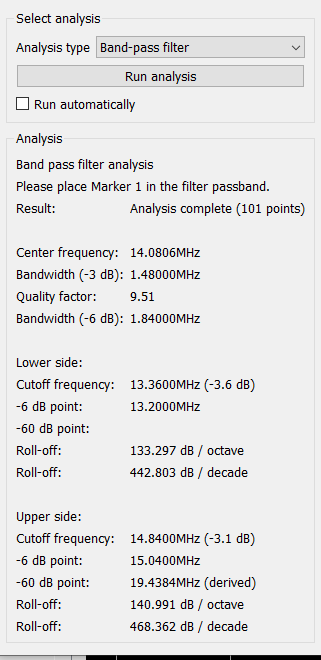 Select analysis
Analysis type Band-pass filter
Run analysis
Run automatically
Analysis
Band pass filter analysis
Please place Marker 1 in the filter passband.
Result: Analysis complete (101 points)
Center frequency: 14.0806MHz
Bandwidth (-3 dB): 1.48000MHz
Quality factor: 9.51
Bandwidth (-6 dB): 1.84000MHz
Lower side:
Cutoff frequency: 13.3600MHz (-3.6 dB)
-6 dB point: 13.2000MHz
-60 dB point:
Roll-off: 133.297 dB / octave
Roll-off: 442.803 dB / decade
Upper side:
Cutoff frequency: 14.8400MHz (-3.1 dB)
-6 dB point: 15.0400MHz
-60 dB point: 19.4384MHz (derived)
Roll-off: 140.991 dB / octave
Roll-off: 468.362 dB / decade